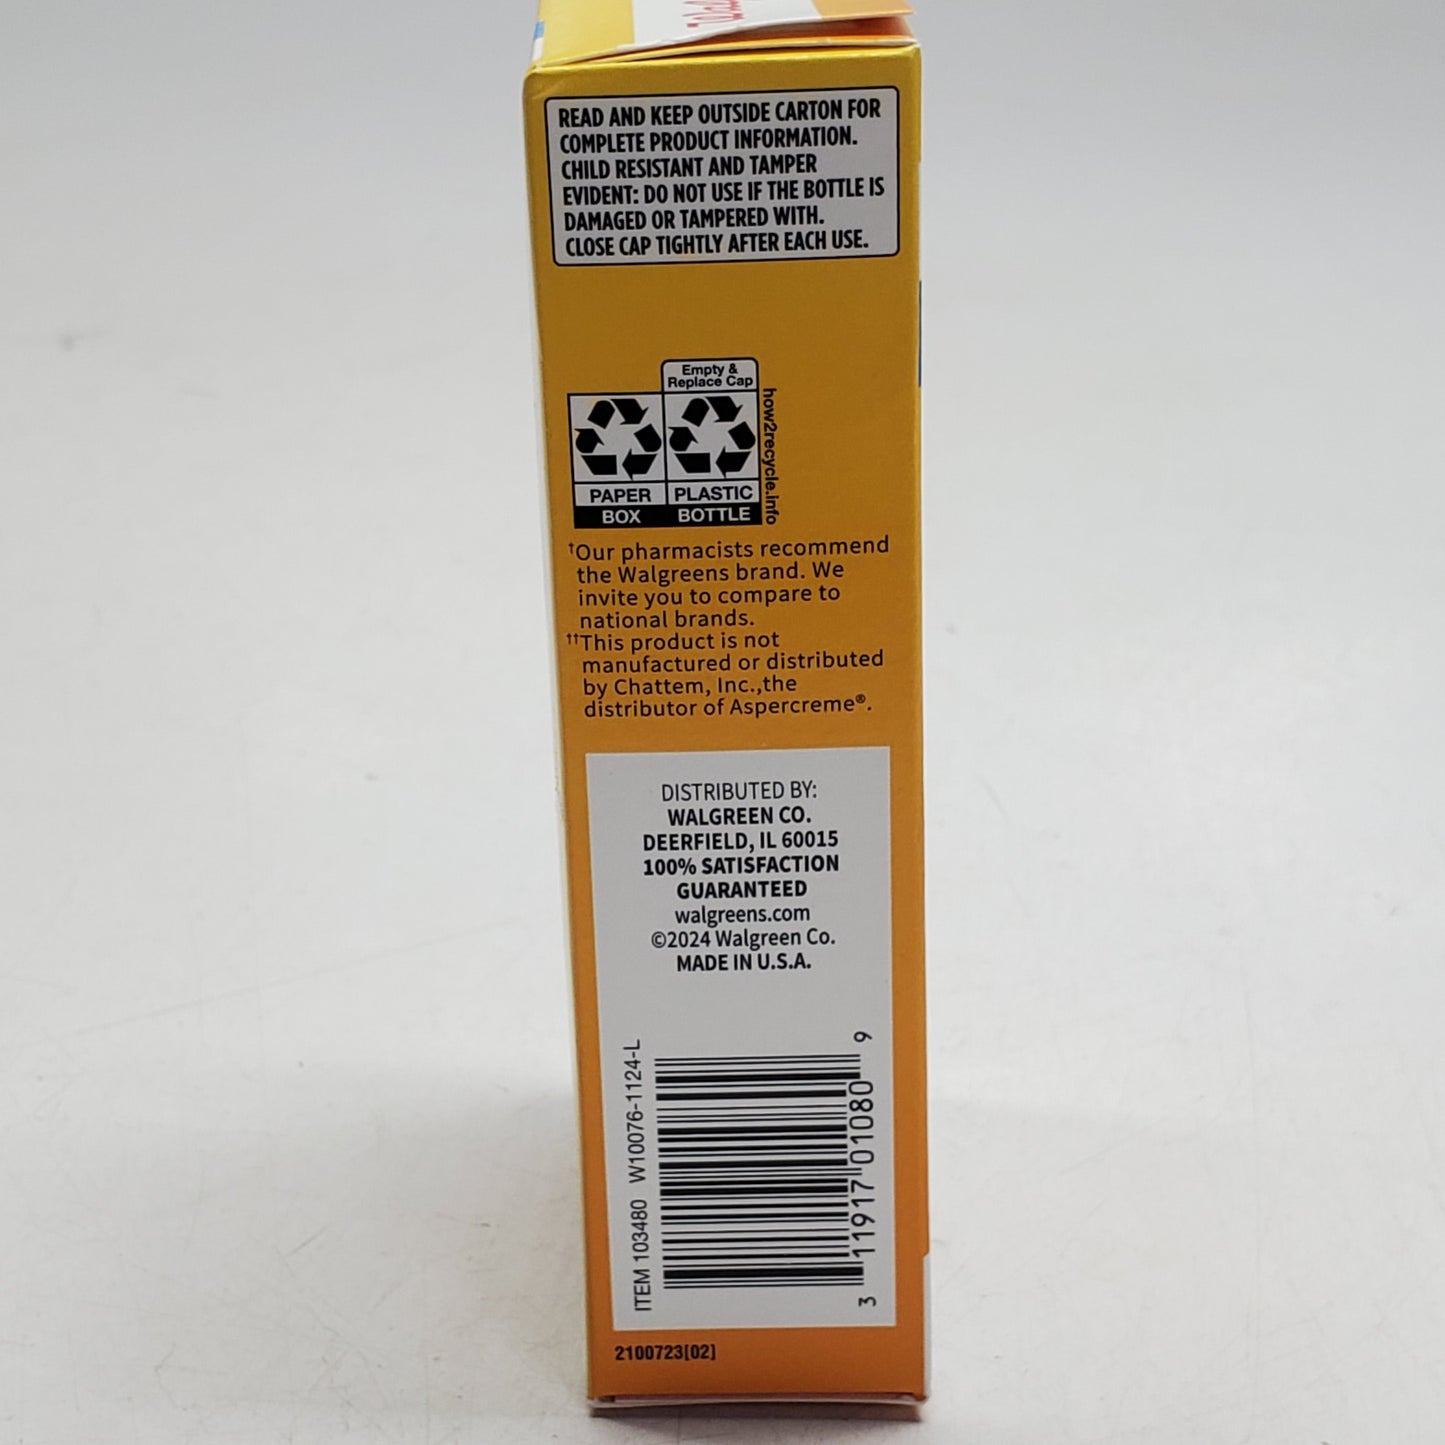 READ AND KEEP OUTSIDE CARTON FOR
COMPLETE PRODUCT INFORMATION.
CHILD RESISTANT AND TAMPER
EVIDENT: DO NOT USE IF THE BOTTLE IS
DAMAGED OR TAMPERED WITH.
CLOSE CAP TIGHTLY AFTER EACH USE.
Empty &
Replace Cap
PAPER
BOX
PLASTIC
BOTTLE
how2recycle.info
†Our pharmacists recommend
the Walgreens brand. We
invite you to compare to
national brands.
††This product is not
manufactured or distributed
by Chattem, Inc.,the
distributor of Aspercreme®.
DISTRIBUTED BY:
WALGREEN CO.
DEERFIELD, IL 60015
100% SATISFACTION
GUARANTEED
walgreens.com
©2024 Walgreen Co.
MADE IN U.S.A.
ITEM 103480 W10076-1124-L
3 11917 01080 9
2100723[02]